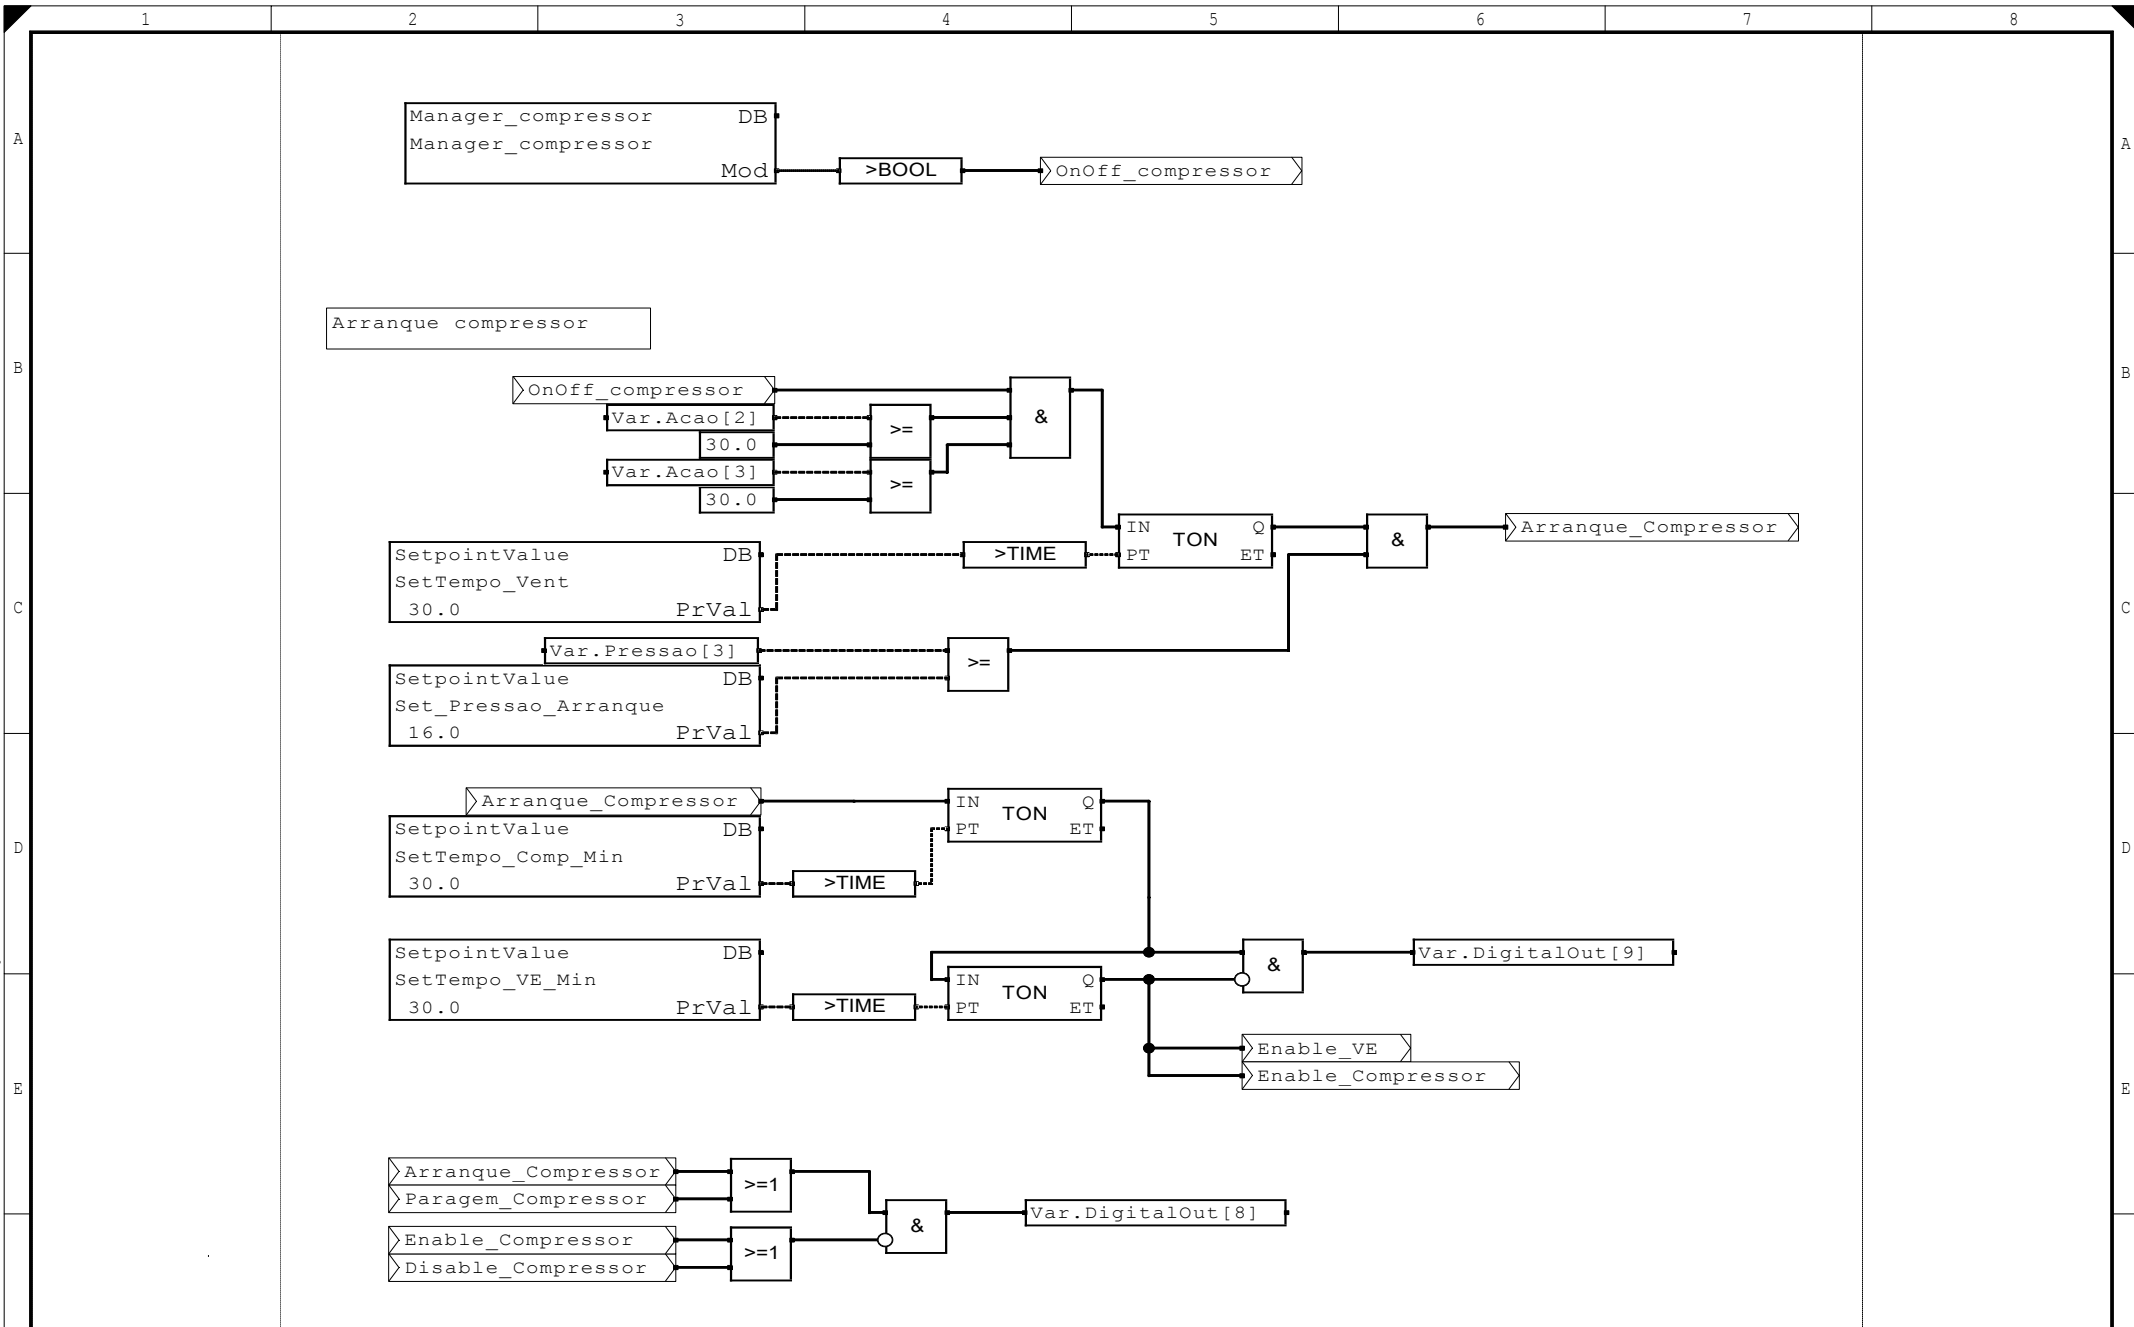 1 2 3 4 5 6 7 8
A A
Manager_compressor DB
Manager_compressor
Mod >BOOL OnOff_compressor
Arranque compressor
B B
OnOff_compressor
Var.Acao[2] >= &
30.0
Var.Acao[3] >=
30.0
IN TON Q & Arranque_Compressor
SetpointValue DB >TIME PT ET
SetTempo_Vent
C 30.0 PrVal C
Var.Pressao[3] >=
SetpointValue DB
Set_Pressao_Arranque
16.0 PrVal
Arranque_Compressor IN TON Q
SetpointValue DB PT ET
D SetTempo_Comp_Min D
30.0 PrVal >TIME
SetpointValue DB & Var.DigitalOut[9]
SetTempo_VE_Min IN TON Q
30.0 PrVal >TIME PT ET
Enable_VE
Enable_Compressor
E E
Arranque_Compressor >=1
Paragem_Compressor
& Var.DigitalOut[8]
Enable_Compressor >=1
Disable_Compressor